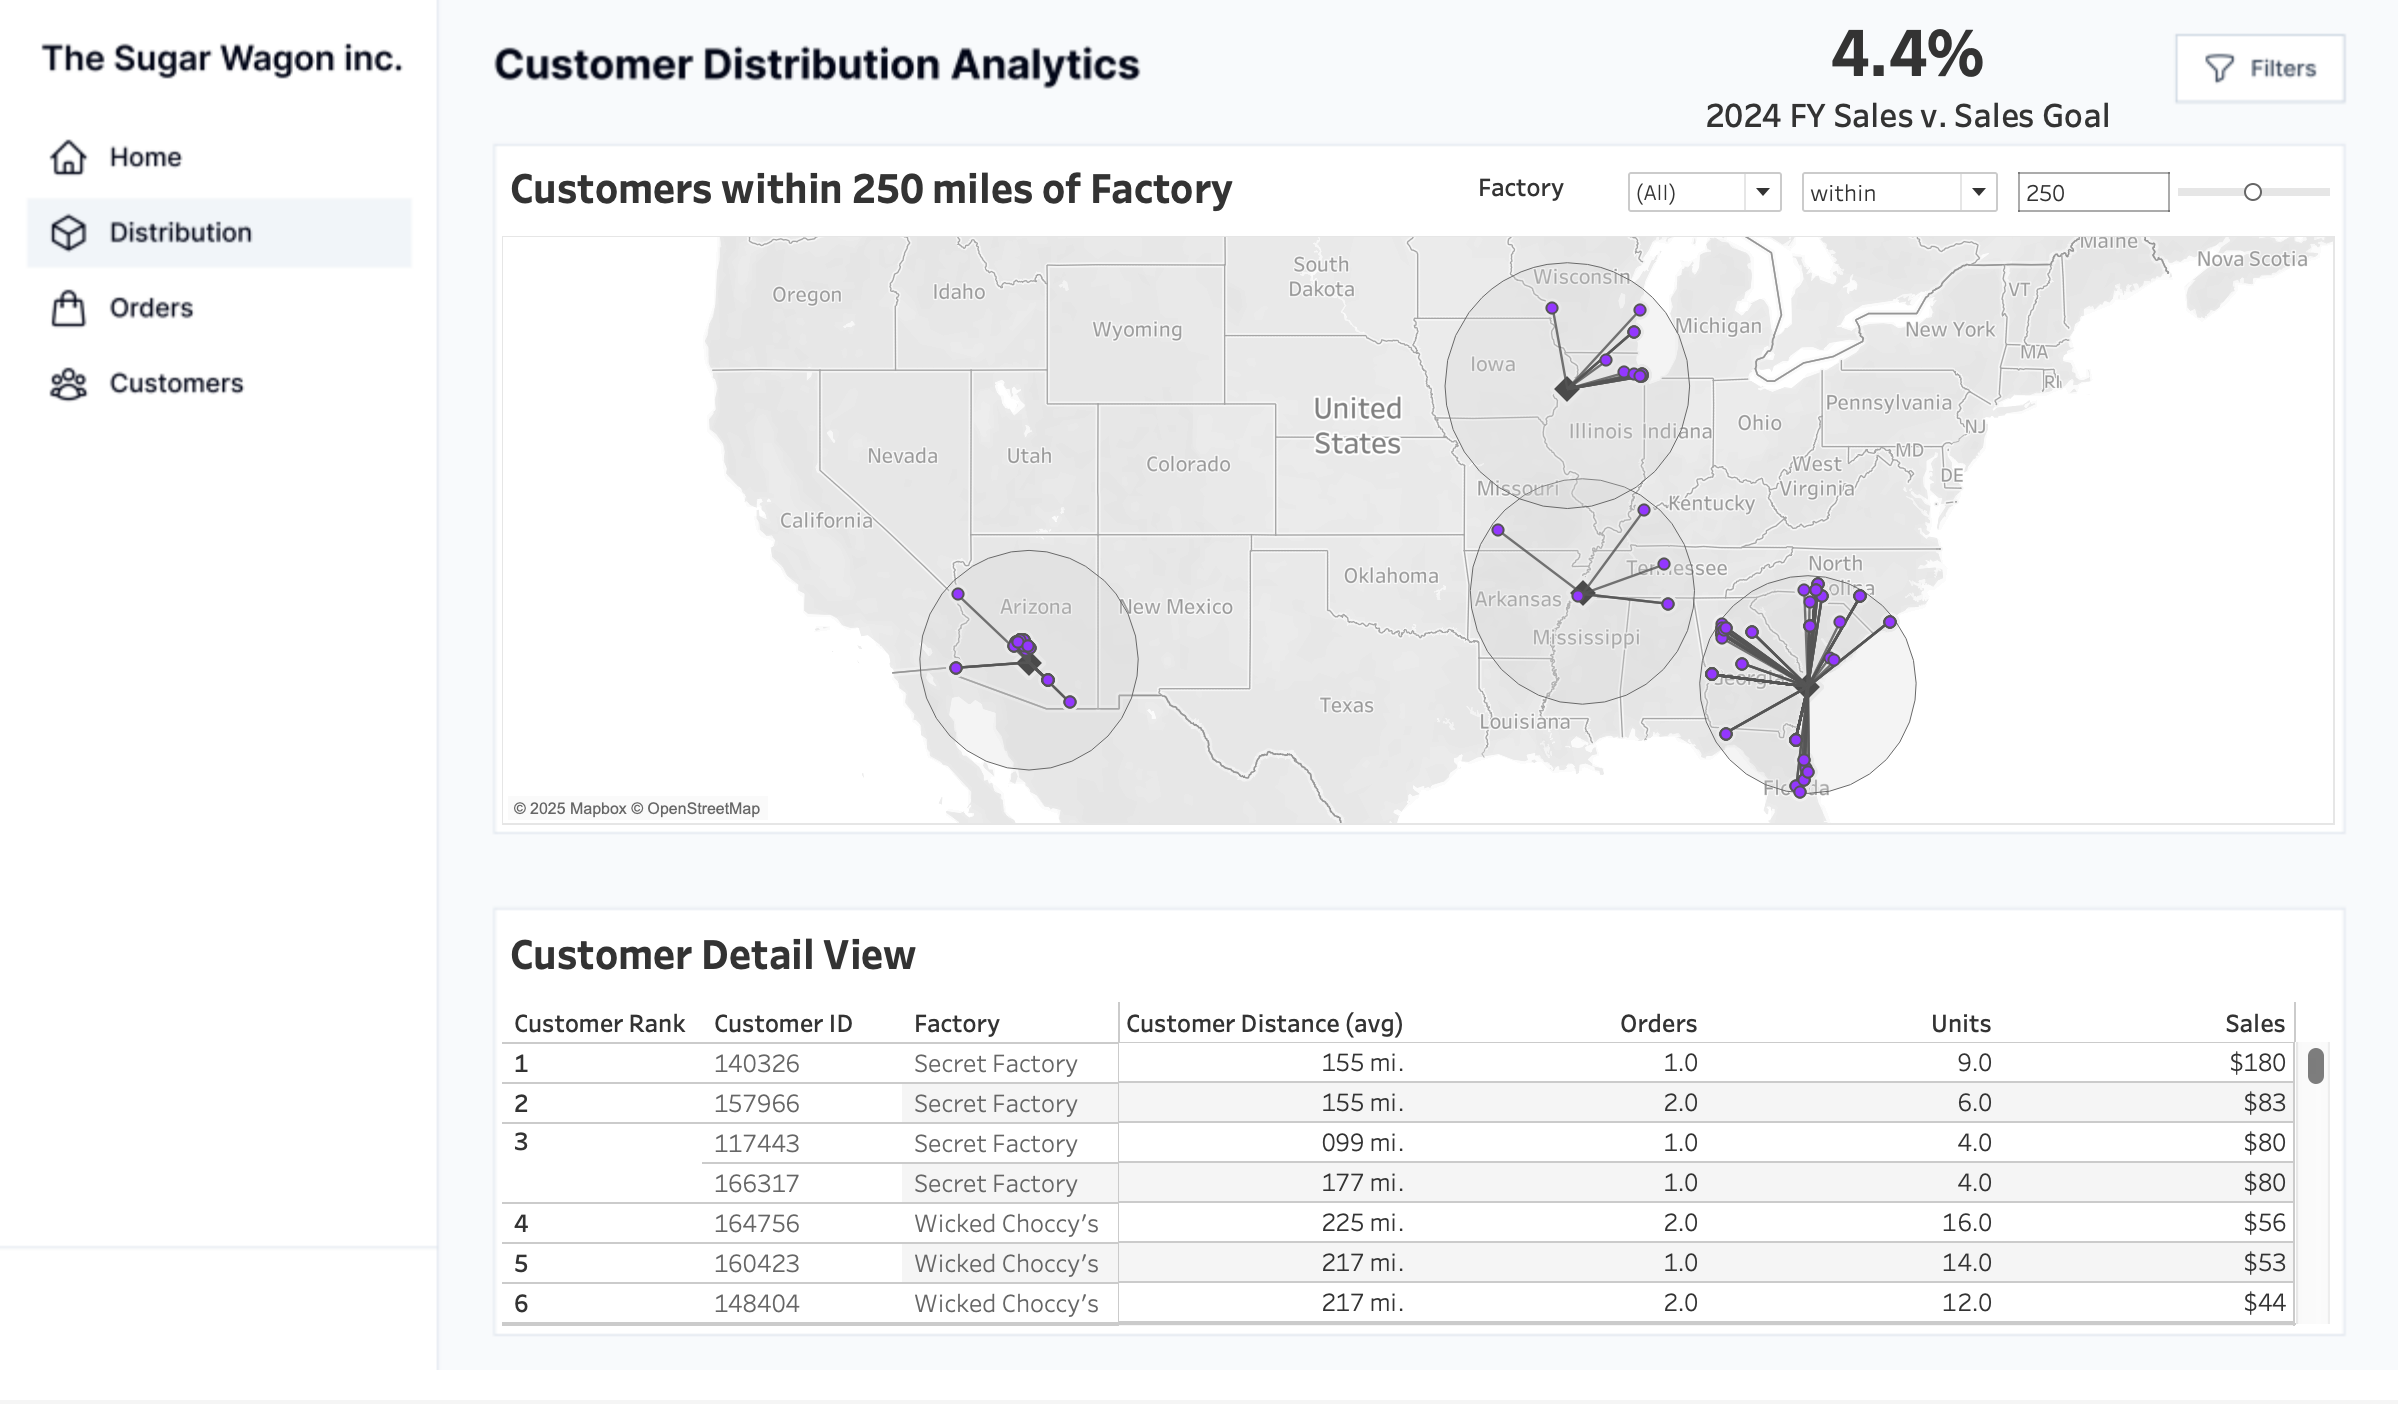 The Sugar Wagon inc.
Home
Distribution
Orders
Customers
Customer Distribution Analytics
4.4%
2024 FY Sales v. Sales Goal
Filters
Customers within 250 miles of Factory
Factory
(All)
within
250
Maine
Nova Scotia
South
Dakota
Wisconsin
Oregon
Idaho
VT
Wyoming
Michigan
New York
MA
Iowa
RI
United
States
Pennsylvania
Ohio
NJ
Illinois
Indiana
Nevada
Utah
Colorado
MD
West
Virginia
DE
Missouri
Kentucky
California
North
Oklahoma
Tennessee
Arizona
New Mexico
Arkansas
Mississippi
Georgia
Texas
Louisiana
Florida
© 2025 Mapbox © OpenStreetMap
Customer Detail View
Customer Rank Customer ID Factory Customer Distance (avg) Orders Units Sales
1 140326 Secret Factory 155 mi. 1.0 9.0 $180
2 157966 Secret Factory 155 mi. 2.0 6.0 $83
3 117443 Secret Factory 099 mi. 1.0 4.0 $80
166317 Secret Factory 177 mi. 1.0 4.0 $80
4 164756 Wicked Choccy's 225 mi. 2.0 16.0 $56
5 160423 Wicked Choccy's 217 mi. 1.0 14.0 $53
6 148404 Wicked Choccy's 217 mi. 2.0 12.0 $44